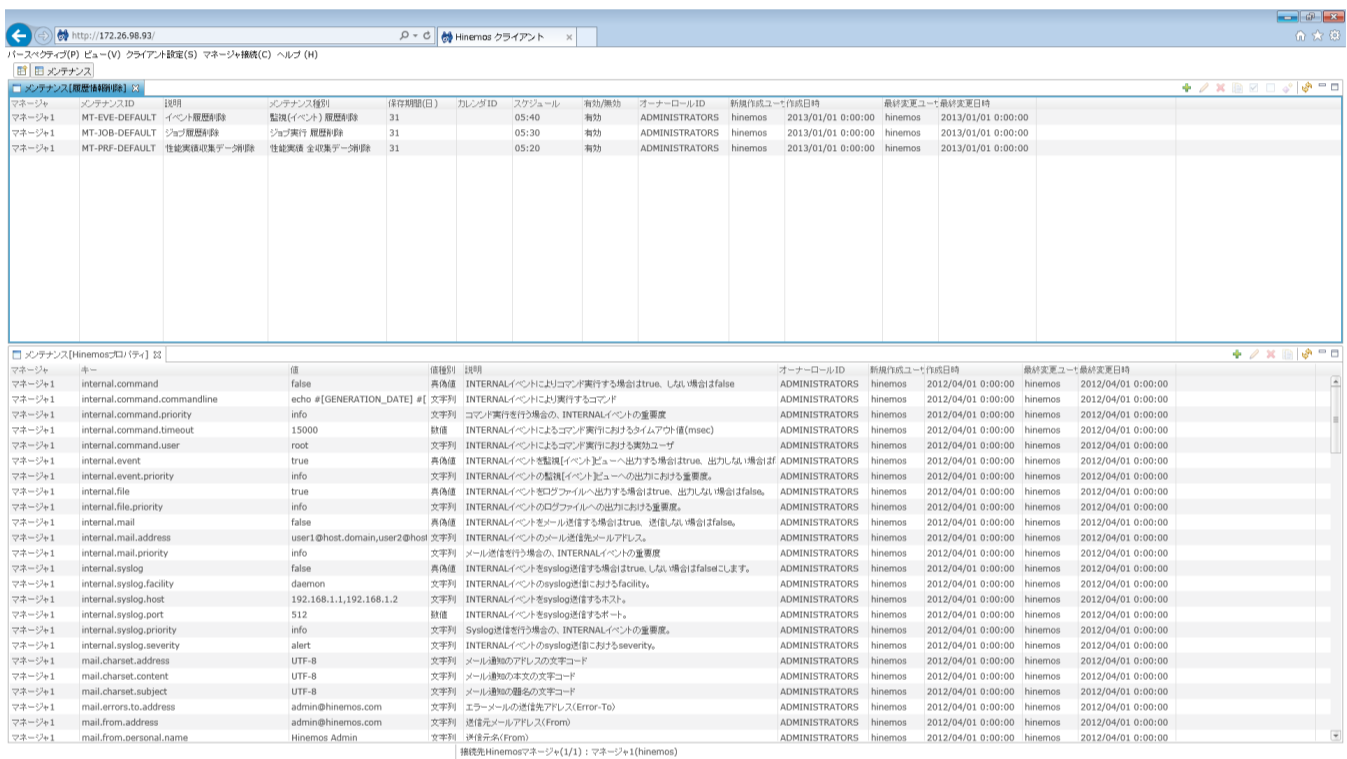 http://172.26.98.93/
Hinemos クライアント
パースペクティブ(P) ビュー(V) クライアント設定(S) マネージャ接続(C) ヘルプ (H)
メンテナンス
メンテナンス[履歴情報削除]
マネージャ メンテナンスID 説明 メンテナンス種別 保存期間(日) カレンダID スケジュール 有効/無効 オーナーロールID 新規作成ユー 作成日時 最終変更ユー 最終変更日時
マネージャ1 MT-EVE-DEFAULT イベント履歴削除 監視(イベント) 履歴削除 31 05:40 有効 ADMINISTRATORS hinemos 2013/01/01 0:00:00 hinemos 2013/01/01 0:00:00
マネージャ1 MT-JOB-DEFAULT ジョブ履歴削除 ジョブ実行 履歴削除 31 05:30 有効 ADMINISTRATORS hinemos 2013/01/01 0:00:00 hinemos 2013/01/01 0:00:00
マネージャ1 MT-PRF-DEFAULT 性能実績収集データ削除 性能実績 全収集データ削除 31 05:20 有効 ADMINISTRATORS hinemos 2013/01/01 0:00:00 hinemos 2013/01/01 0:00:00
メンテナンス[Hinemosプロパティ]
マネージャ キー 値 値種別 説明 オーナーロールID 新規作成ユー 作成日時 最終変更ユー 最終変更日時
マネージャ1 internal.command false 真偽値 INTERNALイベントによりコマンド実行する場合はtrue、しない場合はfalse ADMINISTRATORS hinemos 2012/04/01 0:00:00 hinemos 2012/04/01 0:00:00
マネージャ1 internal.command.commandline echo #[GENERATION_DATE] #[ 文字列 INTERNALイベントにより実行するコマンド ADMINISTRATORS hinemos 2012/04/01 0:00:00 hinemos 2012/04/01 0:00:00
マネージャ1 internal.command.priority info 文字列 コマンド実行を行う場合の、INTERNALイベントの重要度 ADMINISTRATORS hinemos 2012/04/01 0:00:00 hinemos 2012/04/01 0:00:00
マネージャ1 internal.command.timeout 15000 数値 INTERNALイベントによるコマンド実行におけるタイムアウト値(msec) ADMINISTRATORS hinemos 2012/04/01 0:00:00 hinemos 2012/04/01 0:00:00
マネージャ1 internal.command.user root 文字列 INTERNALイベントによるコマンド実行における実効ユーザ ADMINISTRATORS hinemos 2012/04/01 0:00:00 hinemos 2012/04/01 0:00:00
マネージャ1 internal.event true 真偽値 INTERNALイベントを監視[イベント]ビューへ出力する場合はtrue、出力しない場合はf ADMINISTRATORS hinemos 2012/04/01 0:00:00 hinemos 2012/04/01 0:00:00
マネージャ1 internal.event.priority info 文字列 INTERNALイベントの監視[イベント]ビューへの出力における重要度。 ADMINISTRATORS hinemos 2012/04/01 0:00:00 hinemos 2012/04/01 0:00:00
マネージャ1 internal.file true 真偽値 INTERNALイベントをログファイルへ出力する場合はtrue、出力しない場合はfalse。 ADMINISTRATORS hinemos 2012/04/01 0:00:00 hinemos 2012/04/01 0:00:00
マネージャ1 internal.file.priority info 文字列 INTERNALイベントのログファイルへの出力における重要度。 ADMINISTRATORS hinemos 2012/04/01 0:00:00 hinemos 2012/04/01 0:00:00
マネージャ1 internal.mail false 真偽値 INTERNALイベントをメール送信する場合はtrue、送信しない場合はfalse。 ADMINISTRATORS hinemos 2012/04/01 0:00:00 hinemos 2012/04/01 0:00:00
マネージャ1 internal.mail.address user1@host.domain,user2@host 文字列 INTERNALイベントのメール送信先メールアドレス。 ADMINISTRATORS hinemos 2012/04/01 0:00:00 hinemos 2012/04/01 0:00:00
マネージャ1 internal.mail.priority info 文字列 メール送信を行う場合の、INTERNALイベントの重要度 ADMINISTRATORS hinemos 2012/04/01 0:00:00 hinemos 2012/04/01 0:00:00
マネージャ1 internal.syslog false 真偽値 INTERNALイベントをsyslog送信する場合はtrue、しない場合はfalseにします。 ADMINISTRATORS hinemos 2012/04/01 0:00:00 hinemos 2012/04/01 0:00:00
マネージャ1 internal.syslog.facility daemon 文字列 INTERNALイベントのsyslog送信におけるfacility。 ADMINISTRATORS hinemos 2012/04/01 0:00:00 hinemos 2012/04/01 0:00:00
マネージャ1 internal.syslog.host 192.168.1.1,192.168.1.2 文字列 INTERNALイベントをsyslog送信するホスト。 ADMINISTRATORS hinemos 2012/04/01 0:00:00 hinemos 2012/04/01 0:00:00
マネージャ1 internal.syslog.port 512 数値 INTERNALイベントをsyslog送信するポート。 ADMINISTRATORS hinemos 2012/04/01 0:00:00 hinemos 2012/04/01 0:00:00
マネージャ1 internal.syslog.priority info 文字列 Syslog送信を行う場合の、INTERNALイベントの重要度。 ADMINISTRATORS hinemos 2012/04/01 0:00:00 hinemos 2012/04/01 0:00:00
マネージャ1 internal.syslog.severity alert 文字列 INTERNALイベントのsyslog送信におけるseverity。 ADMINISTRATORS hinemos 2012/04/01 0:00:00 hinemos 2012/04/01 0:00:00
マネージャ1 mail.charset.address UTF-8 文字列 メール通知のアドレスの文字コード ADMINISTRATORS hinemos 2012/04/01 0:00:00 hinemos 2012/04/01 0:00:00
マネージャ1 mail.charset.content UTF-8 文字列 メール通知の本文の文字コード ADMINISTRATORS hinemos 2012/04/01 0:00:00 hinemos 2012/04/01 0:00:00
マネージャ1 mail.charset.subject UTF-8 文字列 メール通知の題名の文字コード ADMINISTRATORS hinemos 2012/04/01 0:00:00 hinemos 2012/04/01 0:00:00
マネージャ1 mail.errors.to.address admin@hinemos.com 文字列 エラーメールの送信先アドレス(Error-To) ADMINISTRATORS hinemos 2012/04/01 0:00:00 hinemos 2012/04/01 0:00:00
マネージャ1 mail.from.address admin@hinemos.com 文字列 送信元メールアドレス(From) ADMINISTRATORS hinemos 2012/04/01 0:00:00 hinemos 2012/04/01 0:00:00
マネージャ1 mail.from.personal.name Hinemos Admin 文字列 送信元名(From) ADMINISTRATORS hinemos 2012/04/01 0:00:00 hinemos 2012/04/01 0:00:00
接続先Hinemosマネージャ(1/1) : マネージャ1(hinemos)